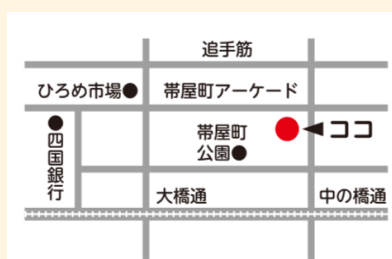 追手筋
ひろめ市場●
帯屋町アーケード
●四国銀行
帯屋町
公園●
◀ココ
大橋通
中の橋通